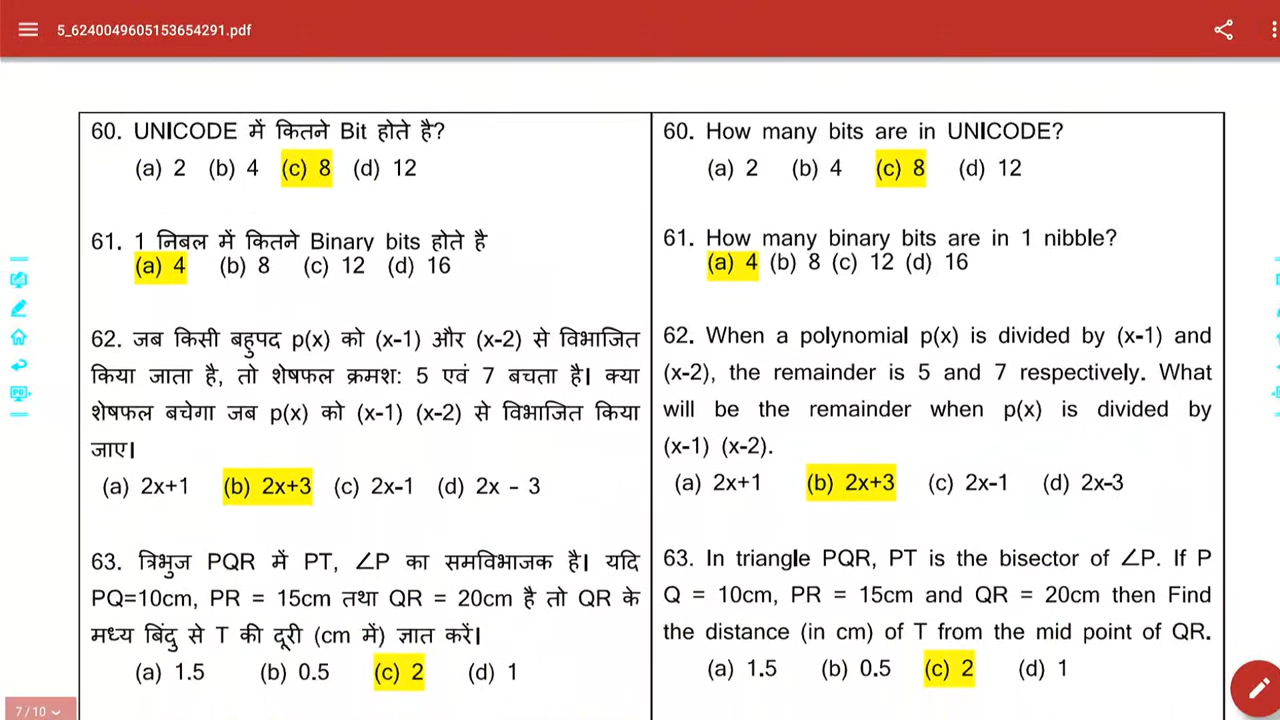 5_6240049605153654291.pdf
60. UNICODE में कितने Bit होते है?
(a) 2 (b) 4 (c) 8 (d) 12
61. 1 निबल में कितने Binary bits होते है
(a) 4 (b) 8 (c) 12 (d) 16
62. जब किसी बहुपद p(x) को (x-1) और (x-2) से विभाजित
किया जाता है, तो शेषफल क्रमश: 5 एवं 7 बचता है। क्या
शेषफल बचेगा जब p(x) को (x-1) (x-2) से विभाजित किया
जाए।
(a) 2x+1 (b) 2x+3 (c) 2x-1 (d) 2x - 3
63. त्रिभुज PQR में PT, ∠P का समविभाजक है। यदि
PQ=10cm, PR = 15cm तथा QR = 20cm है तो QR के
मध्य बिंदु से T की दूरी (cm में) ज्ञात करें।
(a) 1.5 (b) 0.5 (c) 2 (d) 1
60. How many bits are in UNICODE?
(a) 2 (b) 4 (c) 8 (d) 12
61. How many binary bits are in 1 nibble?
(a) 4 (b) 8 (c) 12 (d) 16
62. When a polynomial p(x) is divided by (x-1) and
(x-2), the remainder is 5 and 7 respectively. What
will be the remainder when p(x) is divided by
(x-1) (x-2).
(a) 2x+1 (b) 2x+3 (c) 2x-1 (d) 2x-3
63. In triangle PQR, PT is the bisector of ∠P. If P
Q = 10cm, PR = 15cm and QR = 20cm then Find
the distance (in cm) of T from the mid point of QR.
(a) 1.5 (b) 0.5 (c) 2 (d) 1
7 / 10